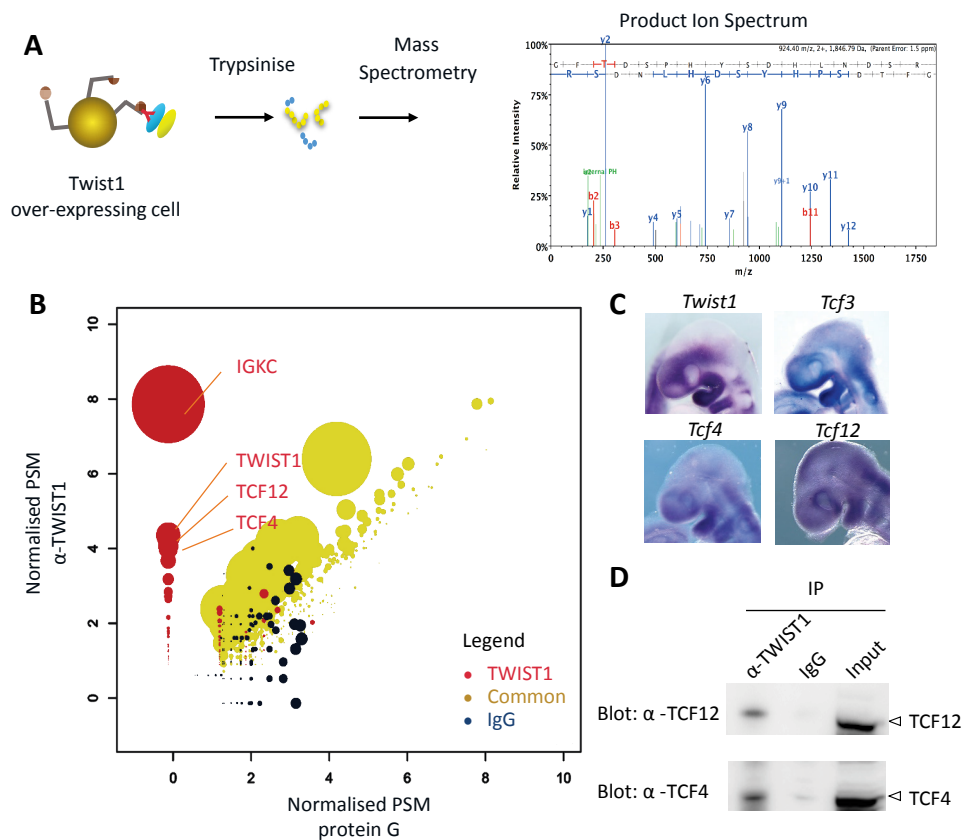 A
Trypsinise
Mass
Spectrometry
Twist1
over-expressing cell
Product Ion Spectrum
924.40 m/z, 2+, 1,846.79 Da, (Parent Error: 1.5 ppm)
y2
G F T D S P H Y S D H L N D S R
R S D N L H D S Y H P S D T F G
Relative Intensity
100%
75%
50%
25%
0%
y6
y9
y8
internal PH
y9+1
y10
y11
b2
y1
b3
y4
y5
y7
b11
y12
0
250
500
750
1000
1250
1500
1750
m/z
B
Normalised PSM
α-TWIST1
10
8
6
4
2
0
IGKC
TWIST1
TCF12
TCF4
Legend
TWIST1
Common
IgG
0 2 4 6 8 10
Normalised PSM
protein G
C
Twist1
Tcf3
Tcf4
Tcf12
D
IP
α-TWIST1
IgG
Input
Blot: α -TCF12
TCF12
Blot: α -TCF4
TCF4